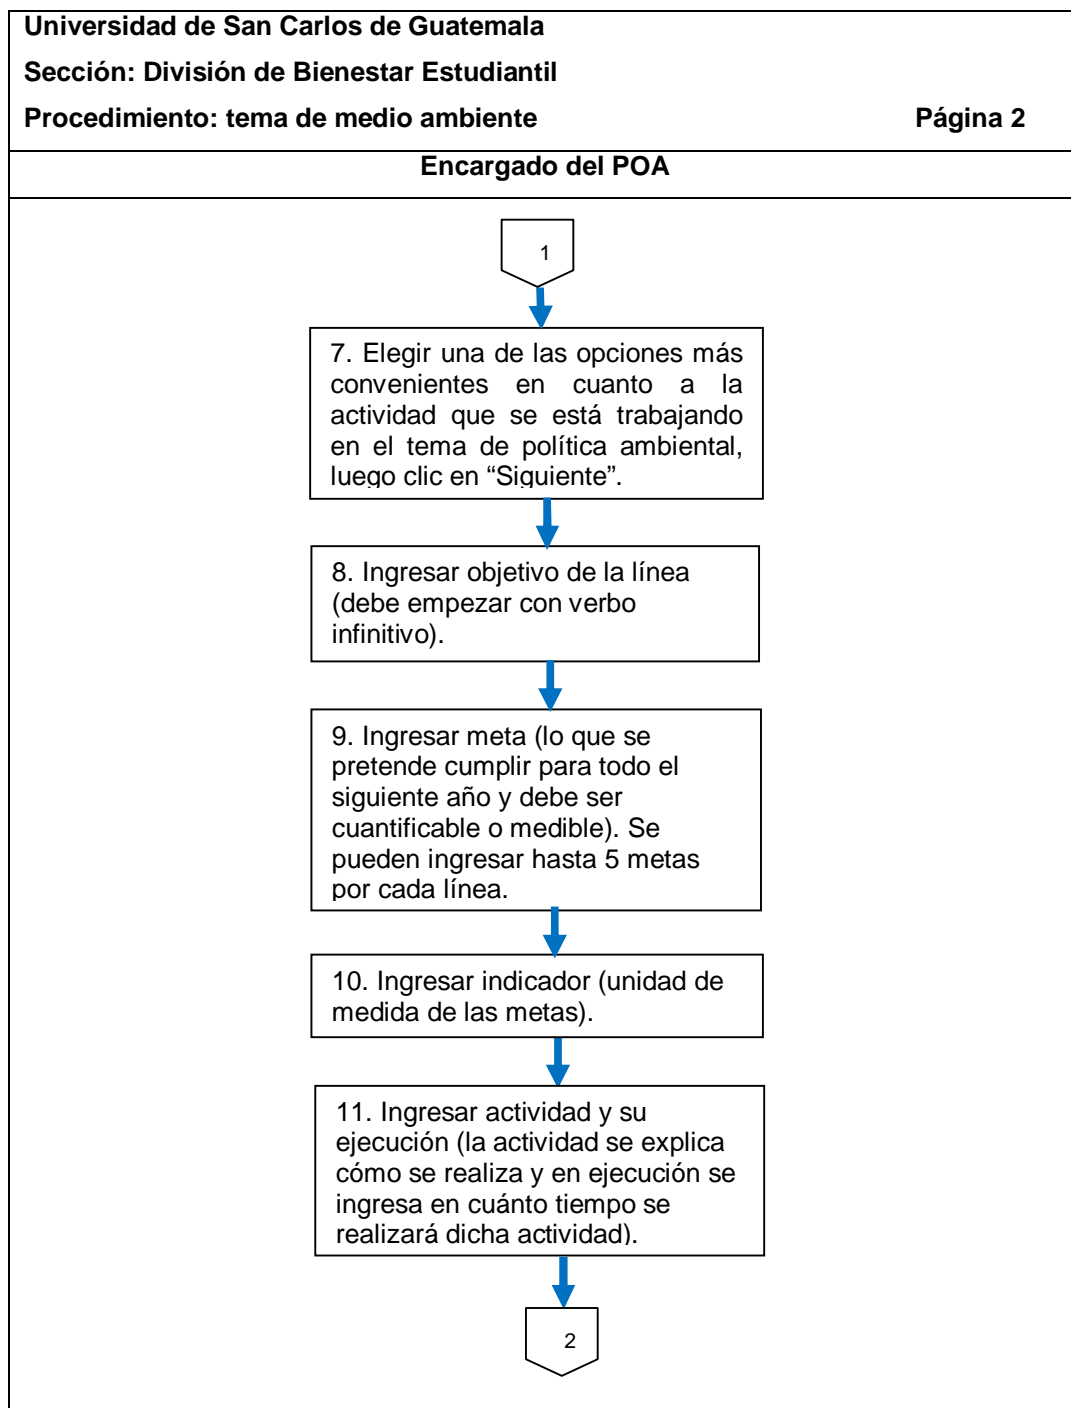 Universidad de San Carlos de Guatemala
Sección: División de Bienestar Estudiantil
Procedimiento: tema de medio ambiente Página 2
Encargado del POA
1
7. Elegir una de las opciones más
convenientes en cuanto a la
actividad que se está trabajando
en el tema de política ambiental,
luego clic en “Siguiente”.
8. Ingresar objetivo de la línea
(debe empezar con verbo
infinitivo).
9. Ingresar meta (lo que se
pretende cumplir para todo el
siguiente año y debe ser
cuantificable o medible). Se
pueden ingresar hasta 5 metas
por cada línea.
10. Ingresar indicador (unidad de
medida de las metas).
11. Ingresar actividad y su
ejecución (la actividad se explica
cómo se realiza y en ejecución se
ingresa en cuánto tiempo se
realizará dicha actividad).
2